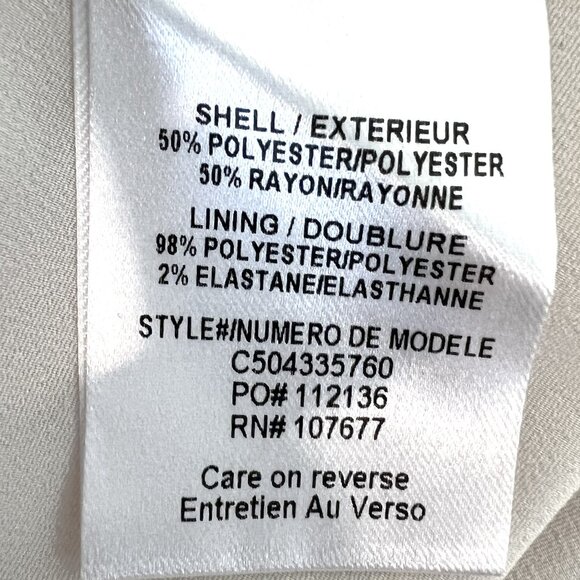 SHELL / EXTERIEUR
50% POLYESTER/POLYESTER
50% RAYON/RAYONNE
LINING / DOUBLURE
98% POLYESTER/POLYESTER
2% ELASTANE/ELASTHANNE
STYLE#/NUMERO DE MODELE
C504335760
PO# 112136
RN# 107677
Care on reverse
Entretien Au Verso